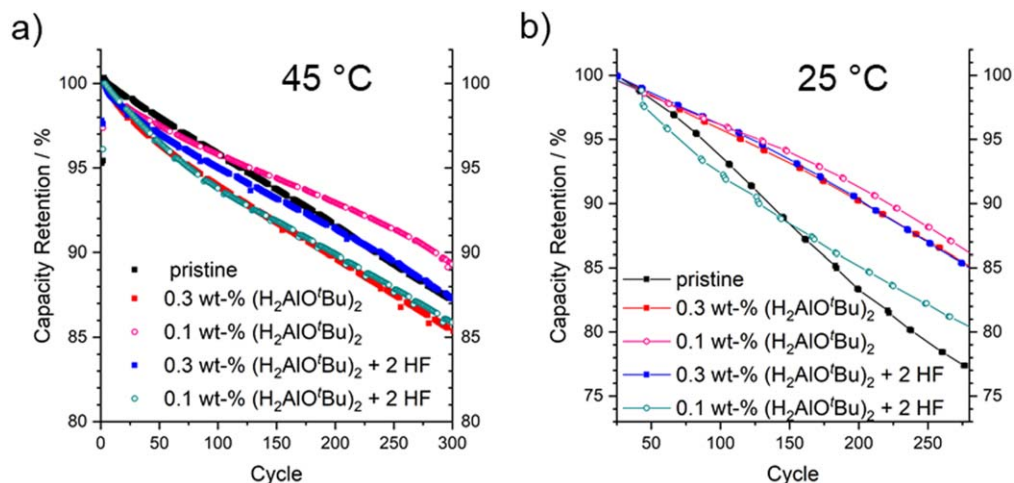 a)
45 °C
Capacity Retention / %
100
95
90
85
80
100
95
90
85
80
pristine
0.3 wt-% (H₂AlOᵗBu)₂
0.1 wt-% (H₂AlOᵗBu)₂
0.3 wt-% (H₂AlOᵗBu)₂ + 2 HF
0.1 wt-% (H₂AlOᵗBu)₂ + 2 HF
0 50 100 150 200 250 300
Cycle
b)
25 °C
Capacity Retention / %
100
95
90
85
80
75
100
95
90
85
80
75
pristine
0.3 wt-% (H₂AlOᵗBu)₂
0.1 wt-% (H₂AlOᵗBu)₂
0.3 wt-% (H₂AlOᵗBu)₂ + 2 HF
0.1 wt-% (H₂AlOᵗBu)₂ + 2 HF
50 100 150 200 250
Cycle